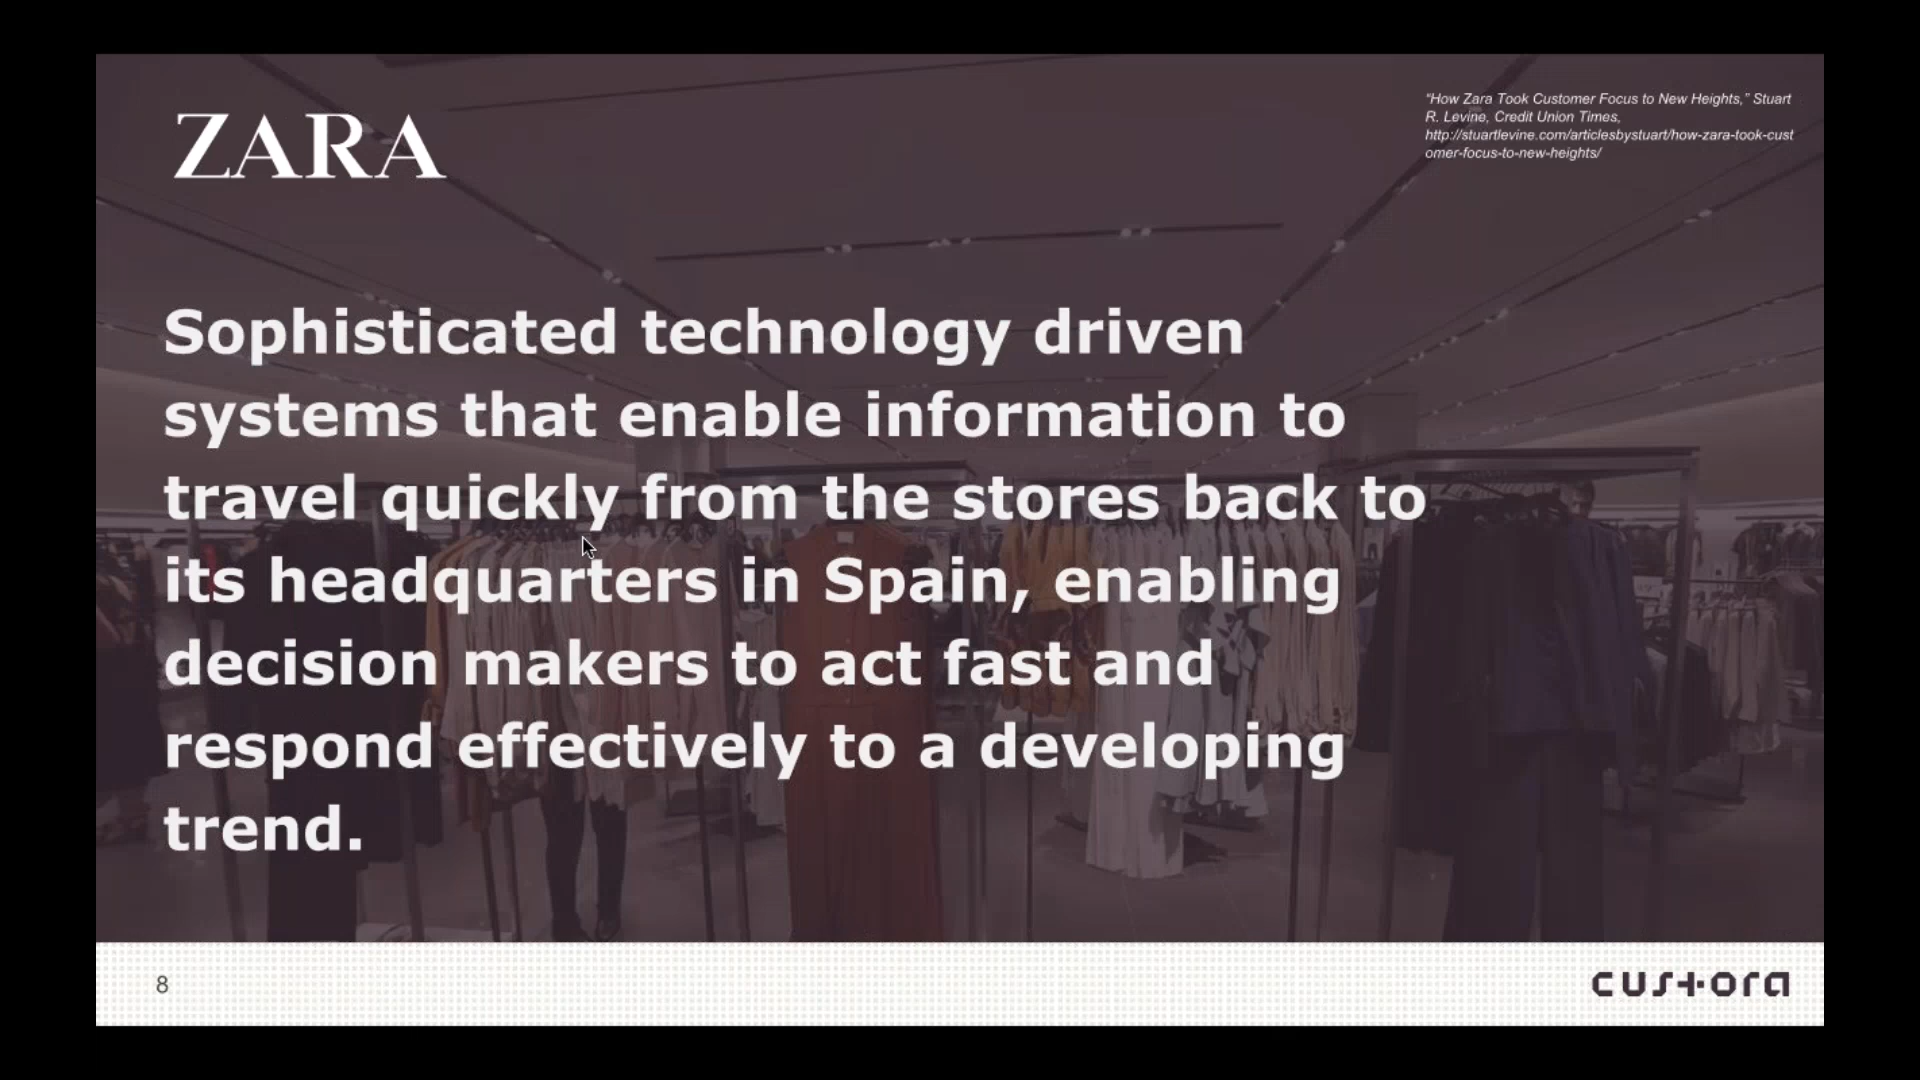 ZARA
“How Zara Took Customer Focus to New Heights,” Stuart
R. Levine, Credit Union Times,
http://stuartlevine.com/articlesbystuart/how-zara-took-cust
omer-focus-to-new-heights/
Sophisticated technology driven
systems that enable information to
travel quickly from the stores back to
its headquarters in Spain, enabling
decision makers to act fast and
respond effectively to a developing
trend.
8
custora